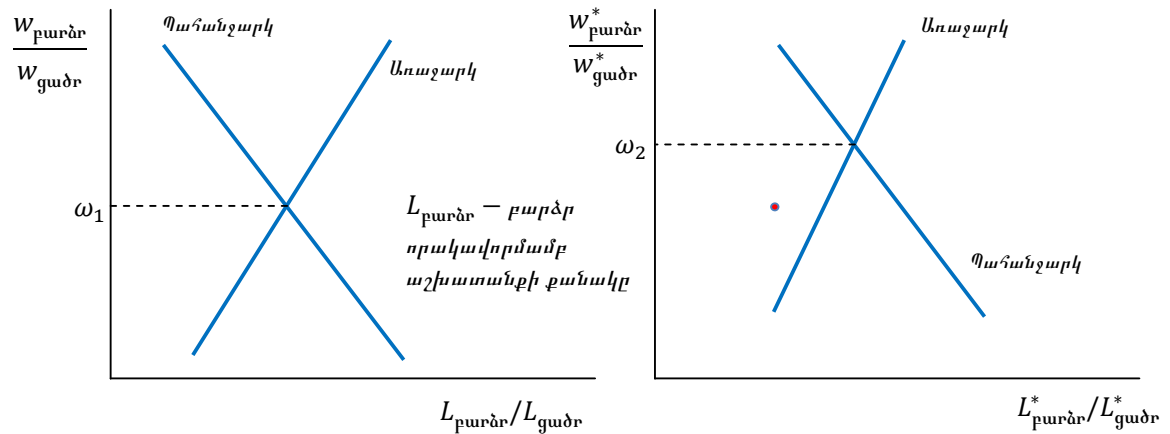 w_բարձր / w_ցածր
Պահանջարկ
Առաջարկ
ω₁
L_բարձր – բարձր
որակավորմամբ
աշխատանքի քանակը
L_բարձր/L_ցածր
w*_բարձր / w*_ցածր
Առաջարկ
ω₂
Պահանջարկ
L*_բարձր/L*_ցածր